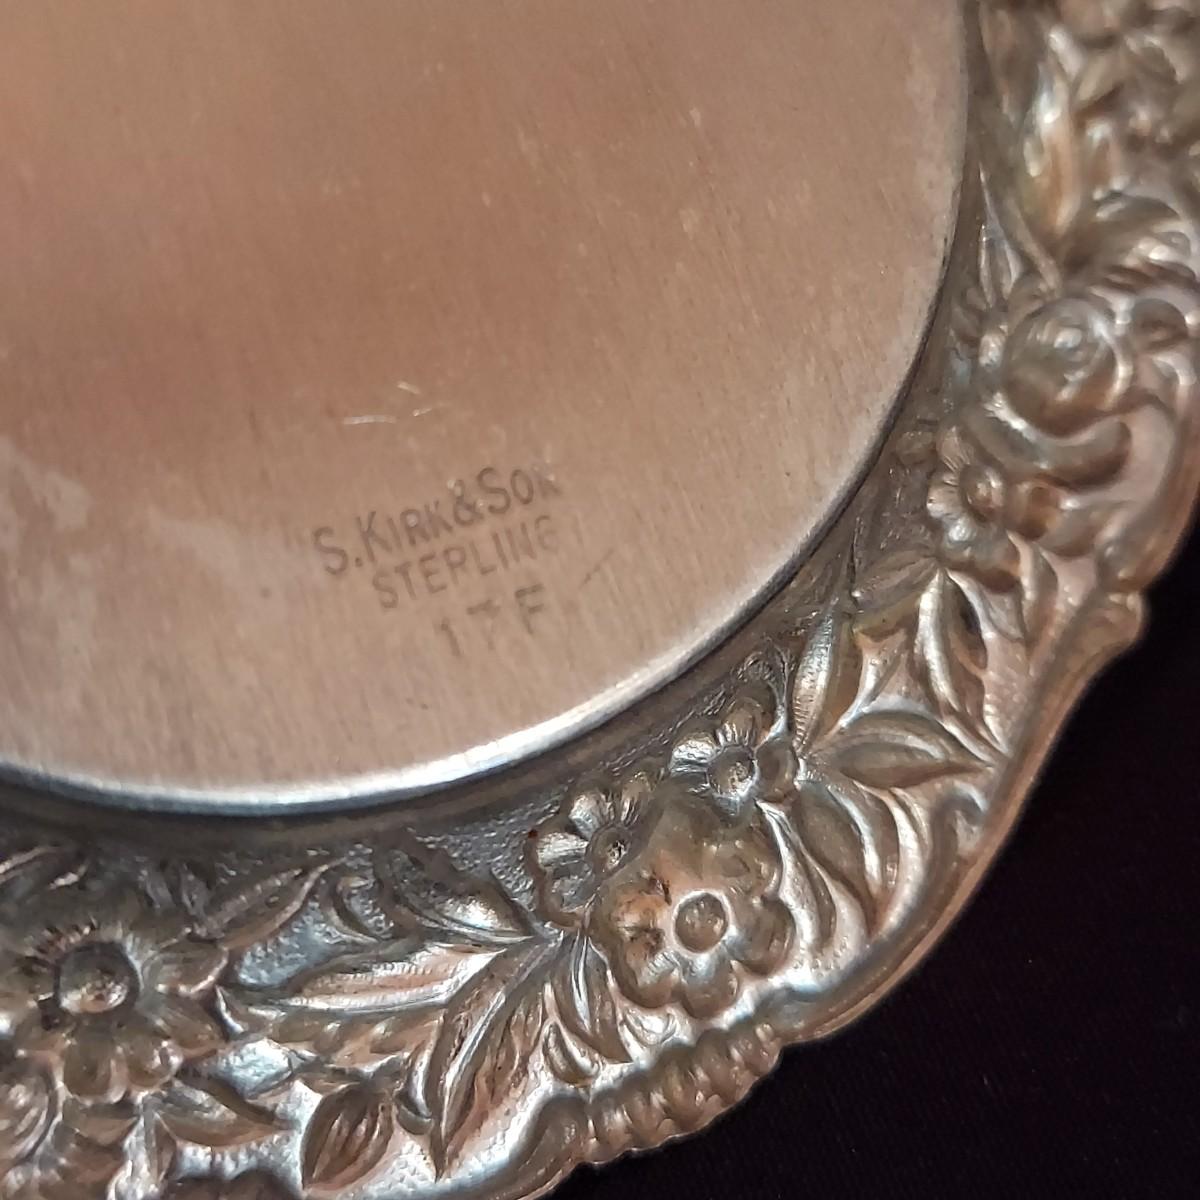 S. KIRK & SON
STERLING
17F